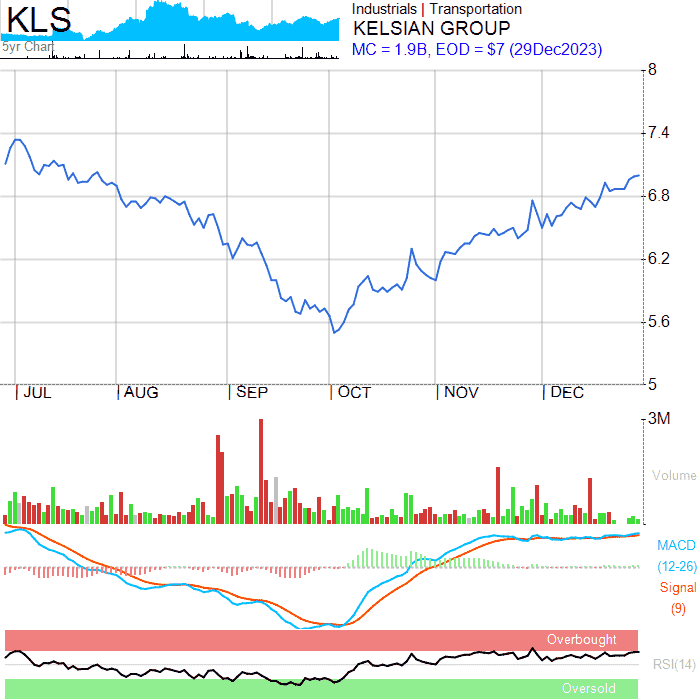 KLS
5yr Chart
Industrials | Transportation
KELSIAN GROUP
MC = 1.9B, EOD = $7 (29Dec2023)
8
7.4
6.8
6.2
5.6
5
JUL AUG SEP OCT NOV DEC
3M
Volume
MACD
(12-26)
Signal
(9)
Overbought
RSI(14)
Oversold